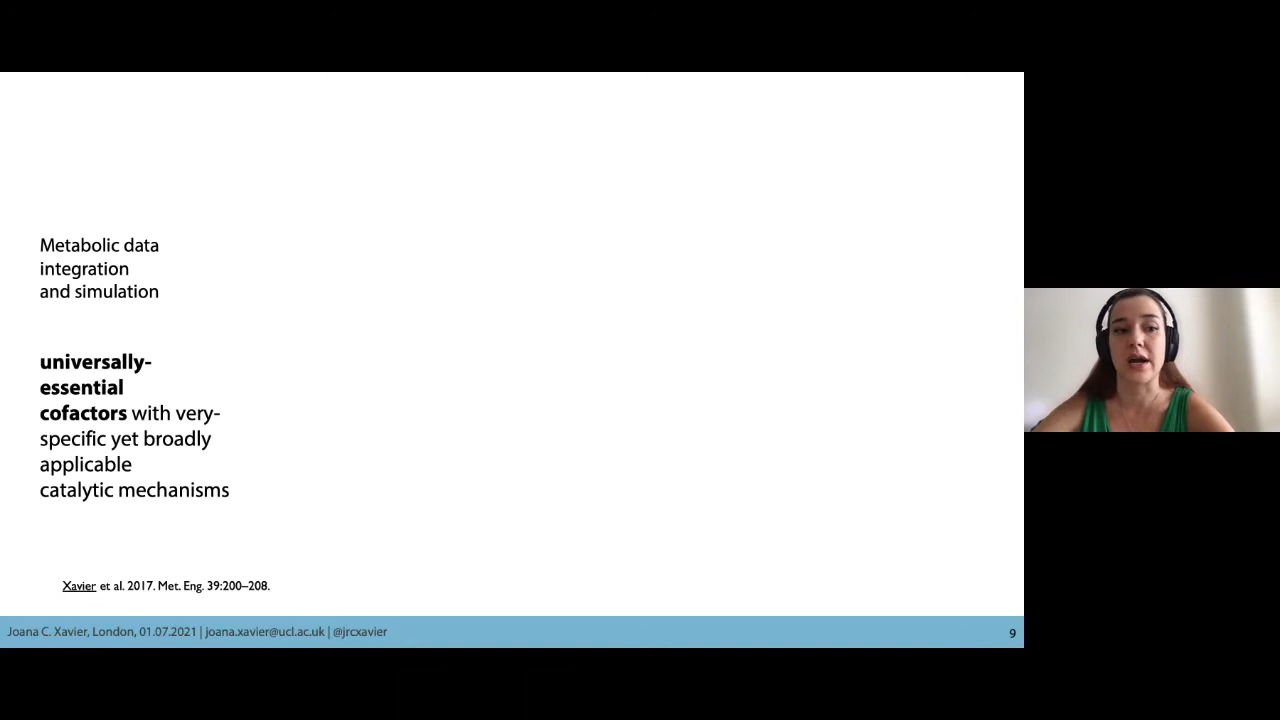 Metabolic data
integration
and simulation
universally-
essential
cofactors with very-
specific yet broadly
applicable
catalytic mechanisms
Xavier et al. 2017. Met. Eng. 39:200–208.
Joana C. Xavier, London, 01.07.2021 | joana.xavier@ucl.ac.uk | @jrcxavier
9